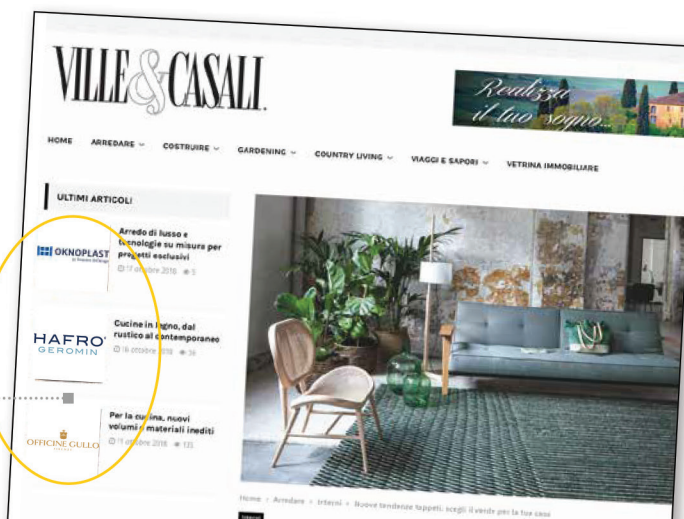 VILLE&CASALI.
Realizza
il tuo sogno...
HOME ARREDARE COSTRUIRE GARDENING COUNTRY LIVING VIAGGI E SAPORI VETRINA IMMOBILIARE
ULTIMI ARTICOLI
OKNOPLAST
Arredo di lusso e
tecnologie su misura per
progetti esclusivi
17 ottobre 2018
HAFRO
GEROMIN
Cucine in legno, dal
rustico al contemporaneo
16 ottobre 2018
OFFICINE GULLO
Per la cucina, nuovi
volumi e materiali inediti
ottobre 2018 135
Home Arredare Interni Nuove tendenze tappeti, scegli il verde per la tua casa